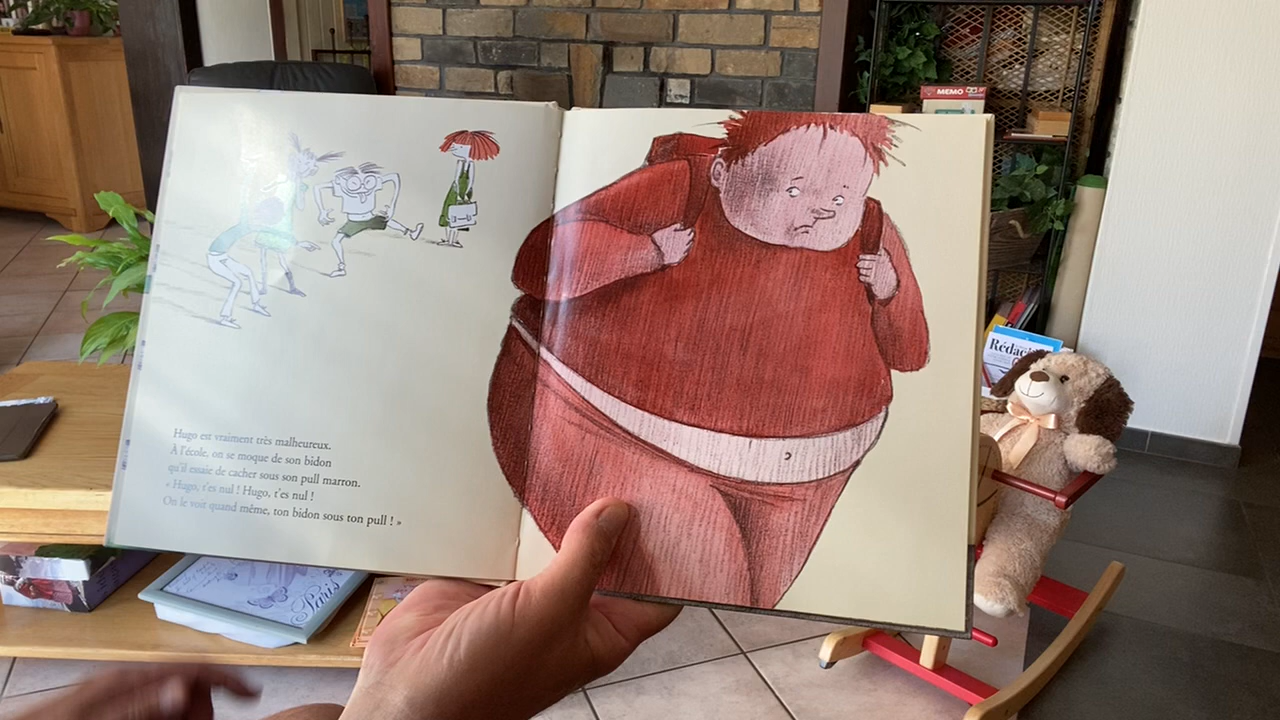 MEMO
Rédac
Hugo est vraiment très malheureux.
À l'école, on se moque de son bidon
qu'il essaie de cacher sous son pull marron.
« Hugo, t'es nul ! Hugo, t'es nul !
On le voit quand même, ton bidon sous ton pull ! »
Paris